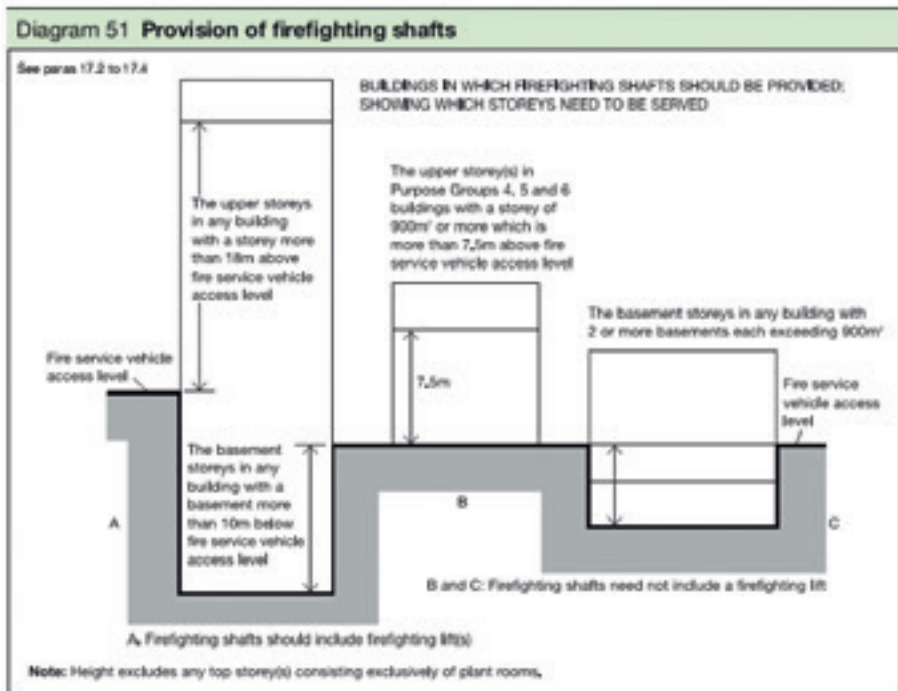 Diagram 51 Provision of firefighting shafts
See paras 17.2 to 17.4
BUILDINGS IN WHICH FIREFIGHTING SHAFTS SHOULD BE PROVIDED;
SHOWING WHICH STOREYS NEED TO BE SERVED
The upper storeys
in any building
with a storey more
than 18m above
fire service vehicle
access level
The upper storey(s) in
Purpose Groups 4, 5 and 6
buildings with a storey of
900m² or more which is
more than 7.5m above fire
service vehicle access level
The basement storeys in any building with
2 or more basements each exceeding 900m²
Fire service vehicle
access level
7.5m
Fire service
vehicle access
level
The basement
storeys in any
building with a
basement more
than 10m below
fire service vehicle
access level
A
B
C
B and C: Firefighting shafts need not include a firefighting lift
A. Firefighting shafts should include firefighting lift(s)
Note: Height excludes any top storey(s) consisting exclusively of plant rooms.